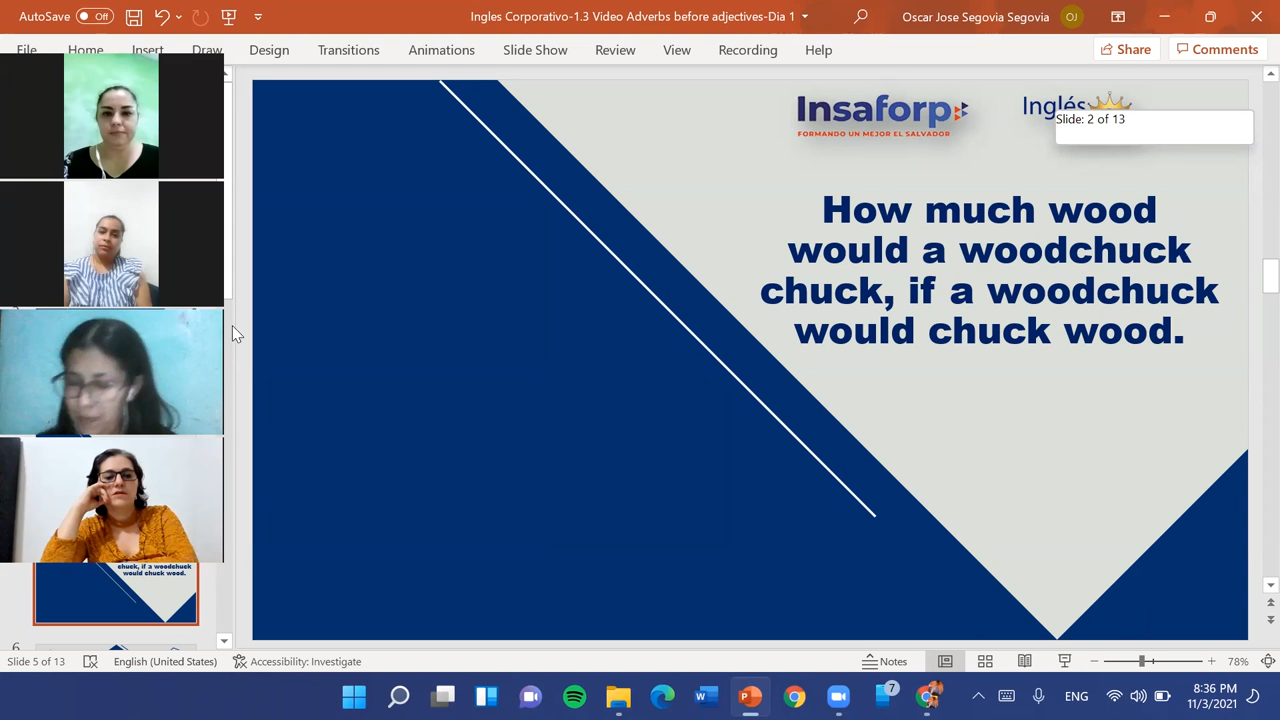 AutoSave Off
Ingles Corporativo-1.3 Video Adverbs before adjectives-Dia 1
Oscar Jose Segovia Segovia OJ
File Home Insert Draw Design Transitions Animations Slide Show Review View Recording Help
Share Comments
Insaforp
FORMANDO UN MEJOR EL SALVADOR
Inglés
Slide: 2 of 13
How much wood
would a woodchuck
chuck, if a woodchuck
would chuck wood.
chuck, if a woodchuck
would chuck wood.
6
Slide 5 of 13 English (United States) Accessibility: Investigate Notes 78%
7
ENG
8:36 PM
11/3/2021